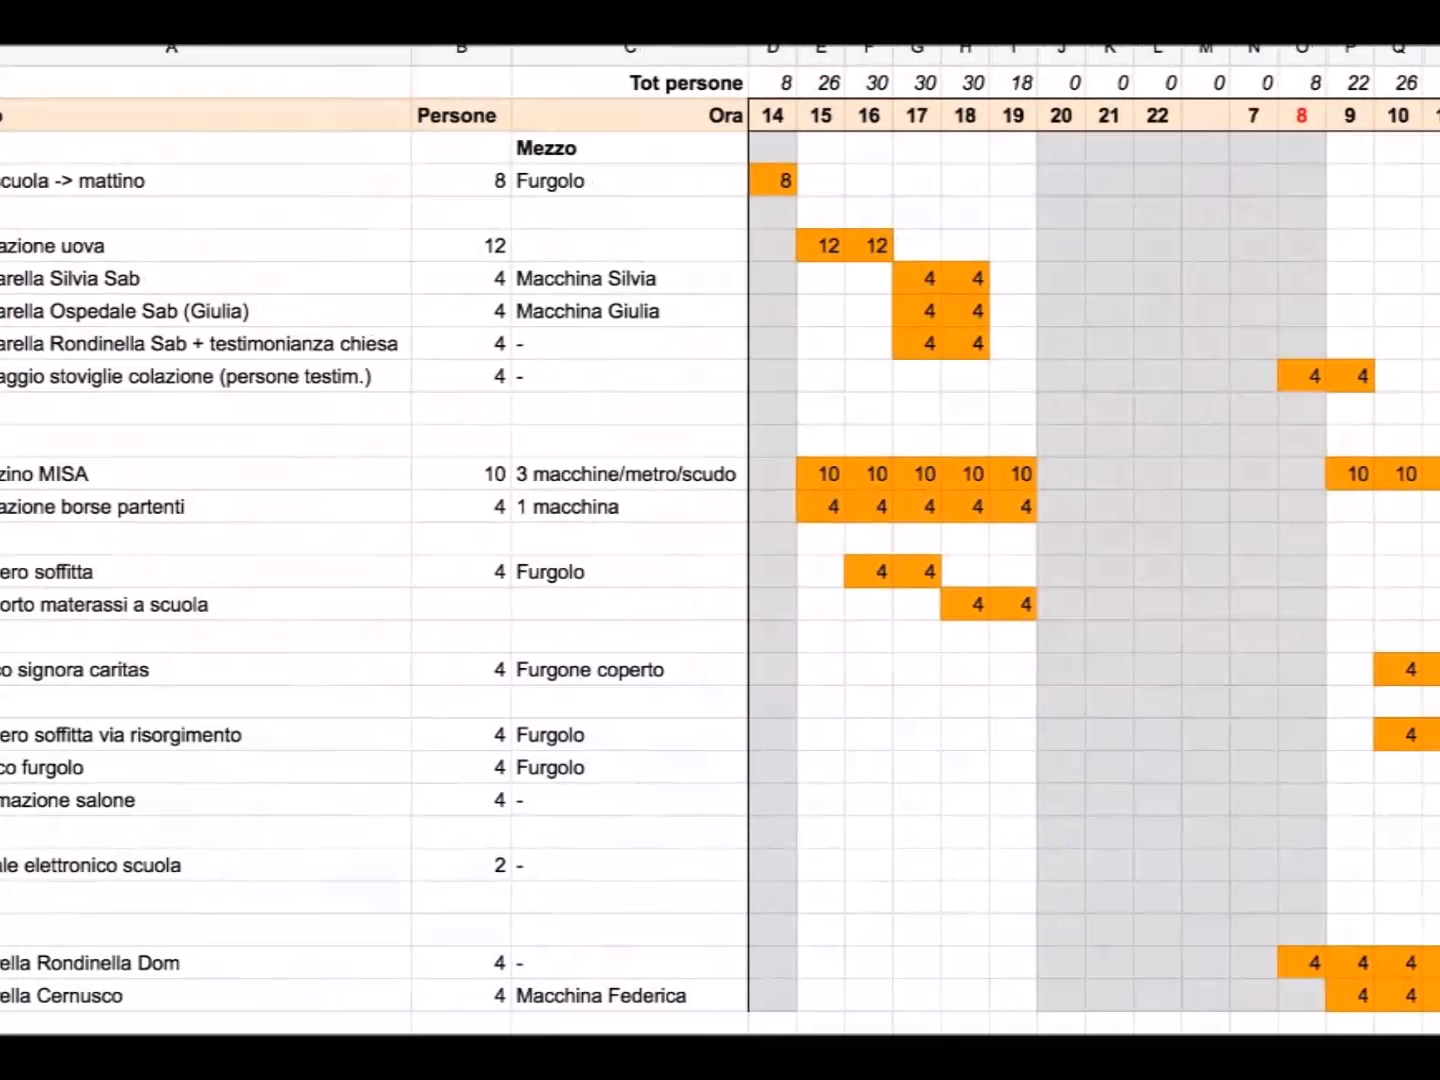 A B C D E F G H I J K L M N O P Q
Tot persone 8 26 30 30 30 18 0 0 0 0 0 8 22 26
Persone Ora 14 15 16 17 18 19 20 21 22 7 8 9 10
Mezzo
cuola -> mattino 8 Furgolo 8
azione uova 12 12 12
arella Silvia Sab 4 Macchina Silvia 4 4
arella Ospedale Sab (Giulia) 4 Macchina Giulia 4 4
arella Rondinella Sab + testimonianza chiesa 4 - 4 4
aggio stoviglie colazione (persone testim.) 4 - 4 4
zino MISA 10 3 macchine/metro/scudo 10 10 10 10 10 10 10
azione borse partenti 4 1 macchina 4 4 4 4 4
ero soffitta 4 Furgolo 4 4
orto materassi a scuola 4 4
o signora caritas 4 Furgone coperto 4
ero soffitta via risorgimento 4 Furgolo 4
co furgolo 4 Furgolo
mazione salone 4 -
ale elettronico scuola 2 -
ella Rondinella Dom 4 - 4 4 4
ella Cernusco 4 Macchina Federica 4 4